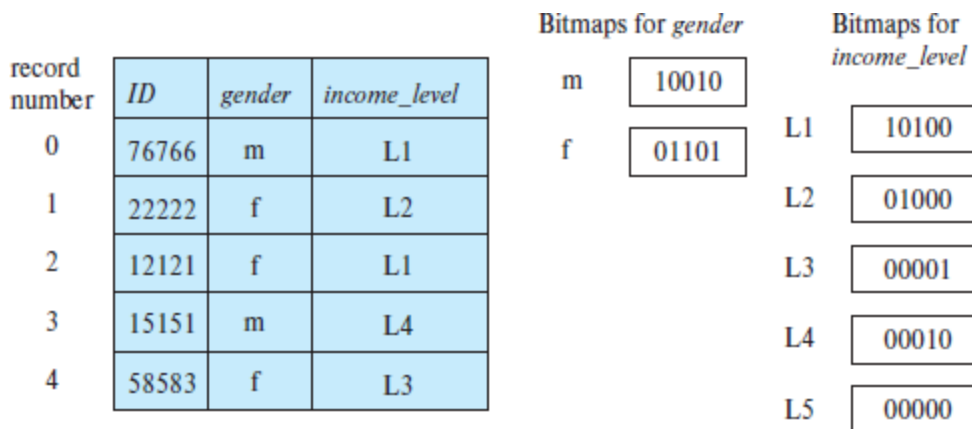 Bitmaps for gender
m 10010
f 01101
Bitmaps for
income_level
L1 10100
L2 01000
L3 00001
L4 00010
L5 00000
record
number ID gender income_level
0 76766 m L1
1 22222 f L2
2 12121 f L1
3 15151 m L4
4 58583 f L3